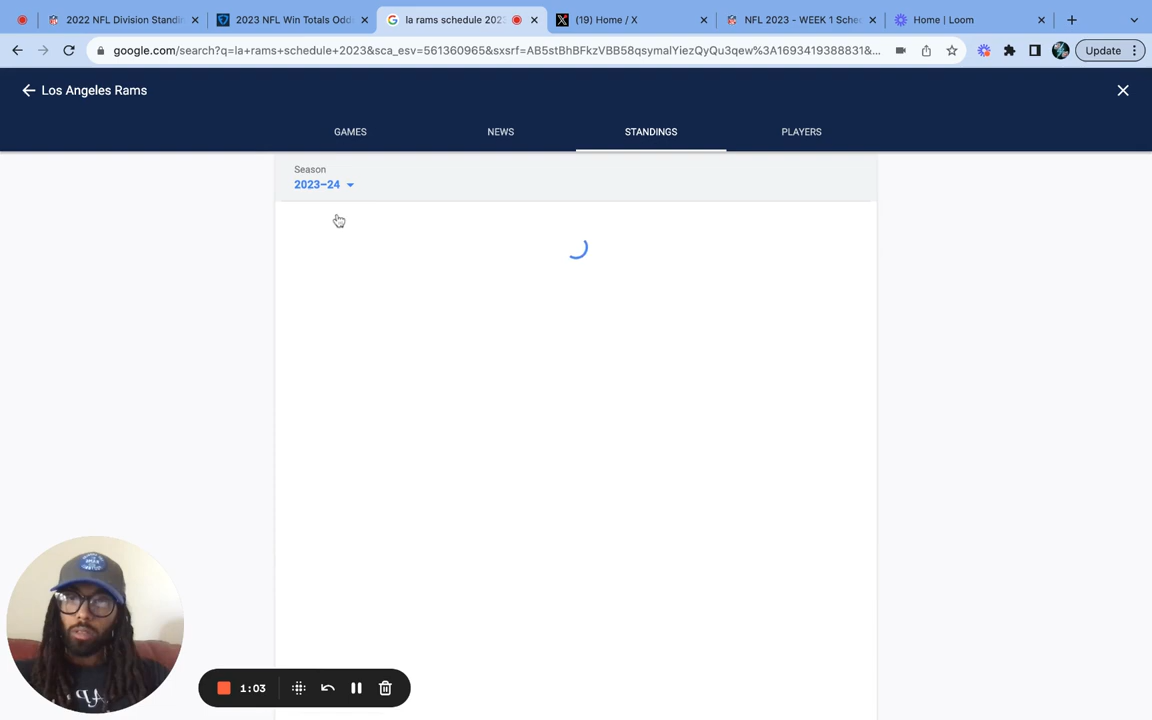 2022 NFL Division Standi
2023 NFL Win Totals Odd
la rams schedule 202
(19) Home / X
NFL 2023 - WEEK 1 Sche
Home | Loom
google.com/search?q=la+rams+schedule+2023&sca_esv=561360965&sxsrf=AB5stBhBFkzVBB58qsymalYiezQyQu3qew%3A1693419388831&...
Update
Los Angeles Rams
GAMES
NEWS
STANDINGS
PLAYERS
Season
2023–24
1:03